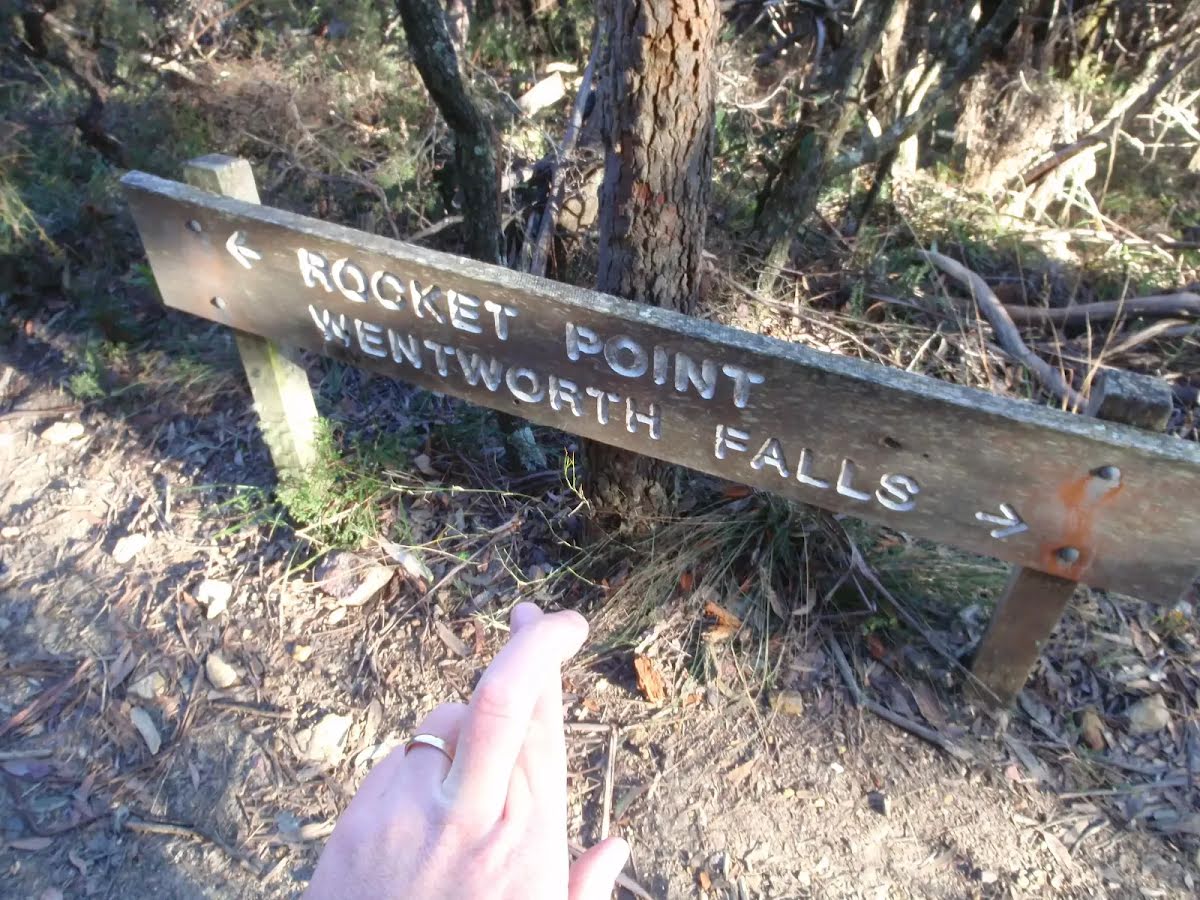 ← ROCKET POINT
WENTWORTH FALLS →